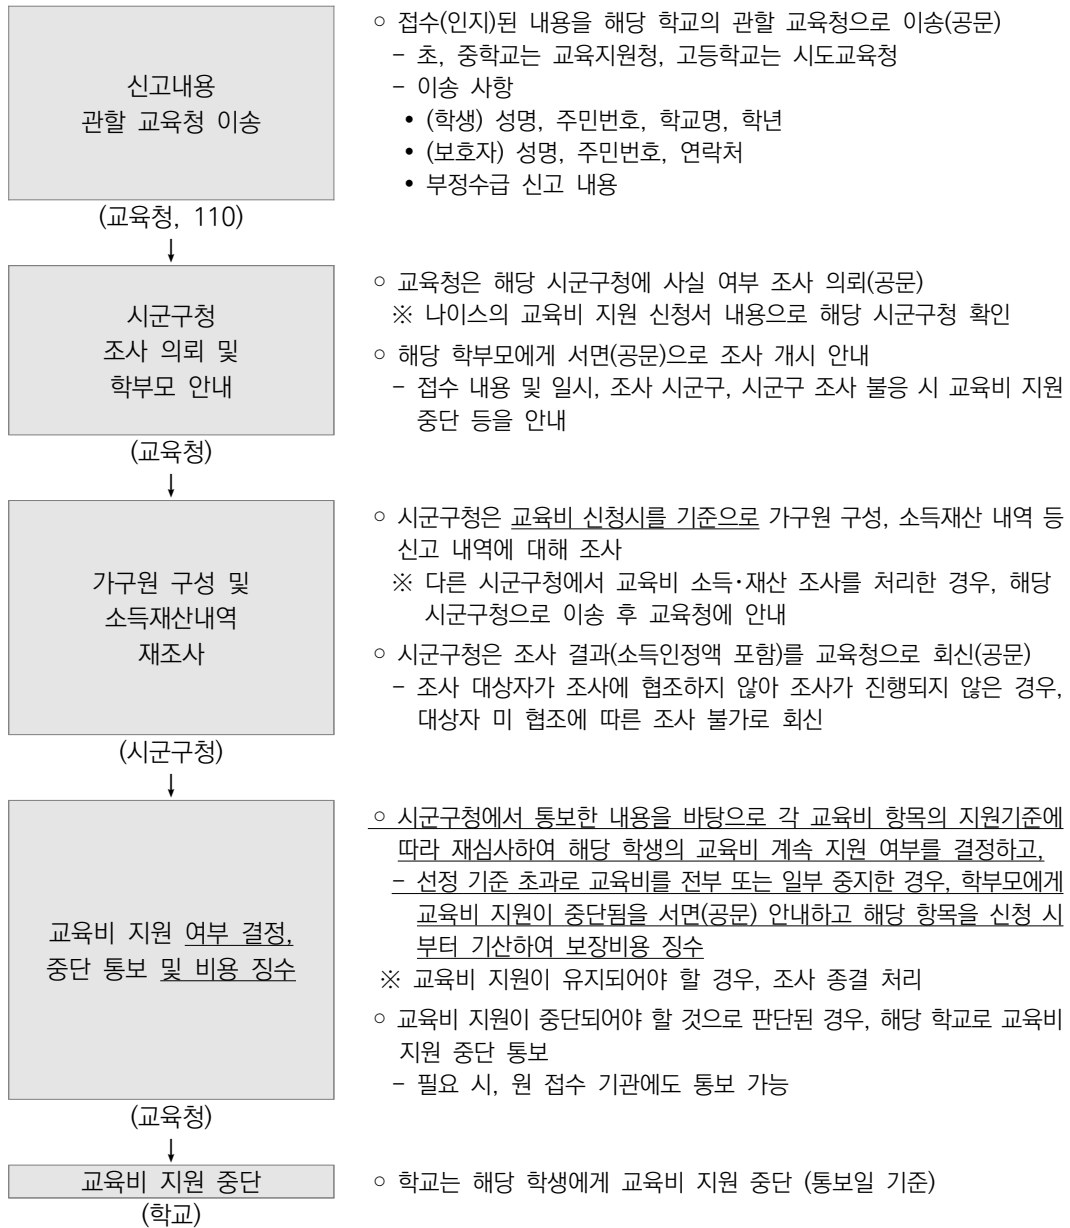 신고내용
관할 교육청 이송
(교육청, 110)
○ 접수(인지)된 내용을 해당 학교의 관할 교육청으로 이송(공문)
- 초, 중학교는 교육지원청, 고등학교는 시도교육청
- 이송 사항
• (학생) 성명, 주민번호, 학교명, 학년
• (보호자) 성명, 주민번호, 연락처
• 부정수급 신고 내용
↓
시군구청
조사 의뢰 및
학부모 안내
(교육청)
○ 교육청은 해당 시군구청에 사실 여부 조사 의뢰(공문)
※ 나이스의 교육비 지원 신청서 내용으로 해당 시군구청 확인
○ 해당 학부모에게 서면(공문)으로 조사 개시 안내
- 접수 내용 및 일시, 조사 시군구, 시군구 조사 불응 시 교육비 지원
중단 등을 안내
↓
가구원 구성 및
소득재산내역
재조사
(시군구청)
○ 시군구청은 교육비 신청시를 기준으로 가구원 구성, 소득재산 내역 등
신고 내역에 대해 조사
※ 다른 시군구청에서 교육비 소득·재산 조사를 처리한 경우, 해당
시군구청으로 이송 후 교육청에 안내
○ 시군구청은 조사 결과(소득인정액 포함)를 교육청으로 회신(공문)
- 조사 대상자가 조사에 협조하지 않아 조사가 진행되지 않은 경우,
대상자 미 협조에 따른 조사 불가로 회신
↓
교육비 지원 여부 결정,
중단 통보 및 비용 징수
(교육청)
○ 시군구청에서 통보한 내용을 바탕으로 각 교육비 항목의 지원기준에
따라 재심사하여 해당 학생의 교육비 계속 지원 여부를 결정하고,
- 선정 기준 초과로 교육비를 전부 또는 일부 중지한 경우, 학부모에게
교육비 지원이 중단됨을 서면(공문) 안내하고 해당 항목을 신청 시
부터 기산하여 보장비용 징수
※ 교육비 지원이 유지되어야 할 경우, 조사 종결 처리
○ 교육비 지원이 중단되어야 할 것으로 판단된 경우, 해당 학교로 교육비
지원 중단 통보
- 필요 시, 원 접수 기관에도 통보 가능
↓
교육비 지원 중단
(학교)
○ 학교는 해당 학생에게 교육비 지원 중단 (통보일 기준)